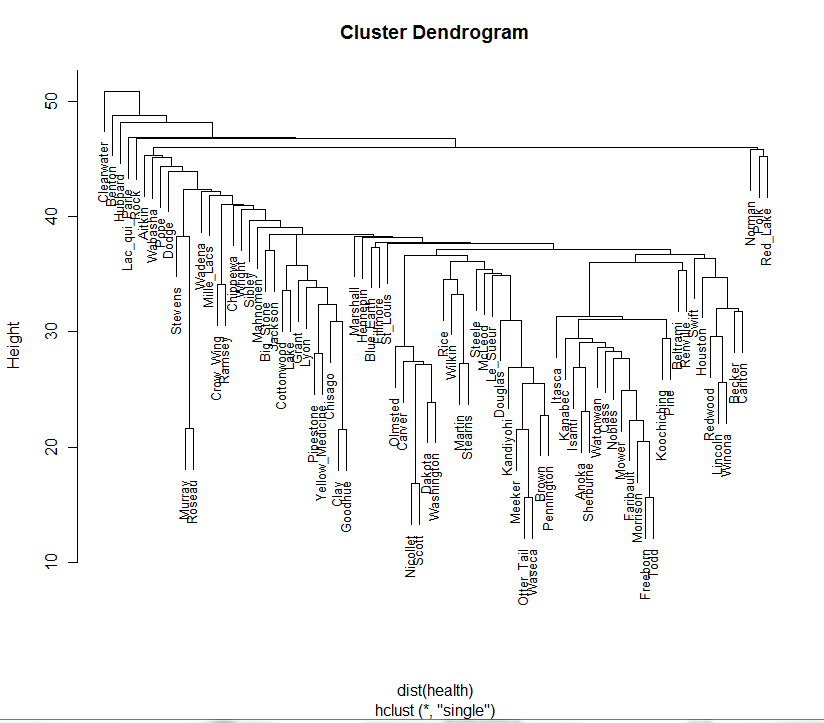 Cluster Dendrogram
Height
50
40
30
20
10
Clearwater
Benton
Hubbard
Lac_qui_Parle
Rock
Aitkin
Wabasha
Pope
Dodge
Stevens
Murray
Roseau
Wadena
Mille_Lacs
Crow_Wing
Ramsey
Chippewa
Wright
Sibley
Mahnomen
Big_Stone
Jackson
Cottonwood
Lake
Grant
Lyon
Pipestone
Yellow_Medicine
Chisago
Clay
Goodhue
Marshall
Hennepin
Blue_Earth
Fillmore
St_Louis
Olmsted
Carver
Nicollet
Scott
Dakota
Washington
Rice
Wilkin
Martin
Stearns
Steele
McLeod
Le_Sueur
Douglas
Kandiyohi
Meeker
Otter_Tail
Waseca
Brown
Pennington
Itasca
Kanabec
Isanti
Anoka
Sherburne
Watonwan
Cass
Nobles
Mower
Faribault
Morrison
Freeborn
Todd
Koochiching
Pine
Beltrami
Renville
Swift
Houston
Redwood
Lincoln
Winona
Becker
Carlton
Norman
Polk
Red_Lake
dist(health)
hclust (*, "single")